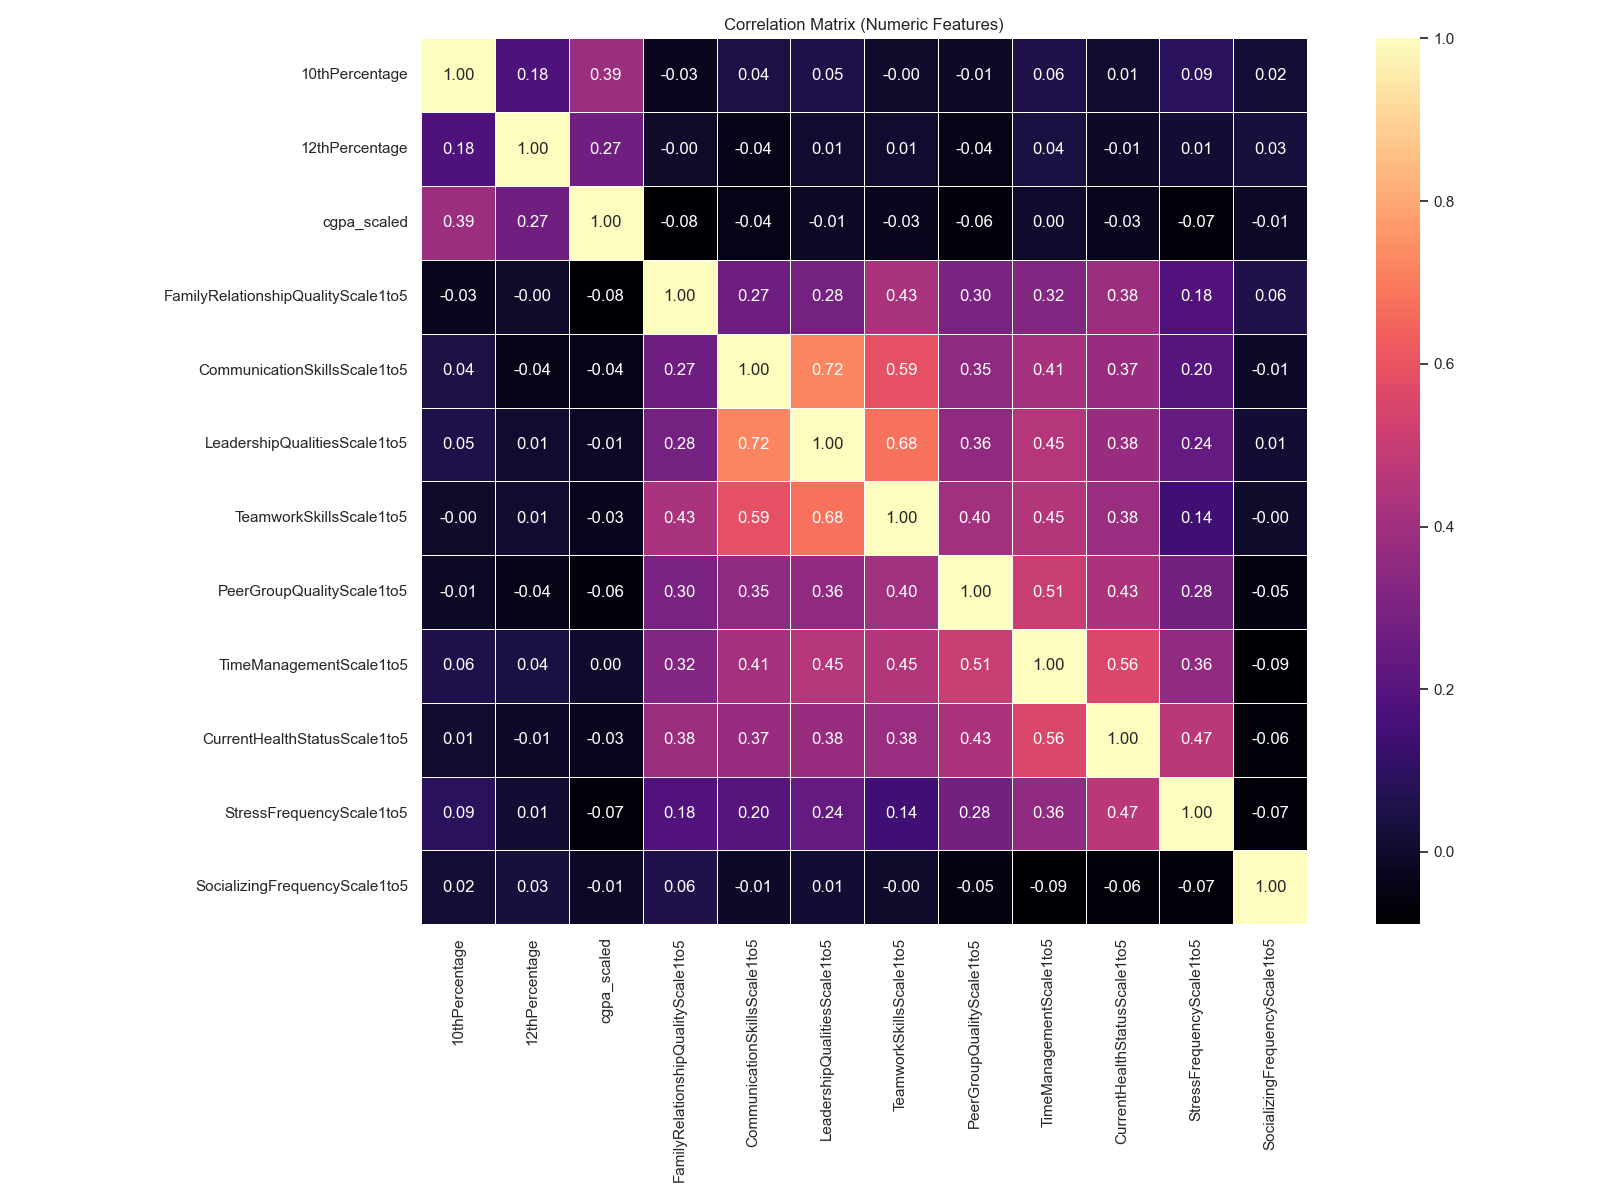 Correlation Matrix (Numeric Features)
10thPercentage 1.00 0.18 0.39 -0.03 0.04 0.05 -0.00 -0.01 0.06 0.01 0.09 0.02
12thPercentage 0.18 1.00 0.27 -0.00 -0.04 0.01 0.01 -0.04 0.04 -0.01 0.01 0.03
cgpa_scaled 0.39 0.27 1.00 -0.08 -0.04 -0.01 -0.03 -0.06 0.00 -0.03 -0.07 -0.01
FamilyRelationshipQualityScale1to5 -0.03 -0.00 -0.08 1.00 0.27 0.28 0.43 0.30 0.32 0.38 0.18 0.06
CommunicationSkillsScale1to5 0.04 -0.04 -0.04 0.27 1.00 0.72 0.59 0.35 0.41 0.37 0.20 -0.01
LeadershipQualitiesScale1to5 0.05 0.01 -0.01 0.28 0.72 1.00 0.68 0.36 0.45 0.38 0.24 0.01
TeamworkSkillsScale1to5 -0.00 0.01 -0.03 0.43 0.59 0.68 1.00 0.40 0.45 0.38 0.14 -0.00
PeerGroupQualityScale1to5 -0.01 -0.04 -0.06 0.30 0.35 0.36 0.40 1.00 0.51 0.43 0.28 -0.05
TimeManagementScale1to5 0.06 0.04 0.00 0.32 0.41 0.45 0.45 0.51 1.00 0.56 0.36 -0.09
CurrentHealthStatusScale1to5 0.01 -0.01 -0.03 0.38 0.37 0.38 0.38 0.43 0.56 1.00 0.47 -0.06
StressFrequencyScale1to5 0.09 0.01 -0.07 0.18 0.20 0.24 0.14 0.28 0.36 0.47 1.00 -0.07
SocializingFrequencyScale1to5 0.02 0.03 -0.01 0.06 -0.01 0.01 -0.00 -0.05 -0.09 -0.06 -0.07 1.00
10thPercentage
12thPercentage
cgpa_scaled
FamilyRelationshipQualityScale1to5
CommunicationSkillsScale1to5
LeadershipQualitiesScale1to5
TeamworkSkillsScale1to5
PeerGroupQualityScale1to5
TimeManagementScale1to5
CurrentHealthStatusScale1to5
StressFrequencyScale1to5
SocializingFrequencyScale1to5
1.0
0.8
0.6
0.4
0.2
0.0